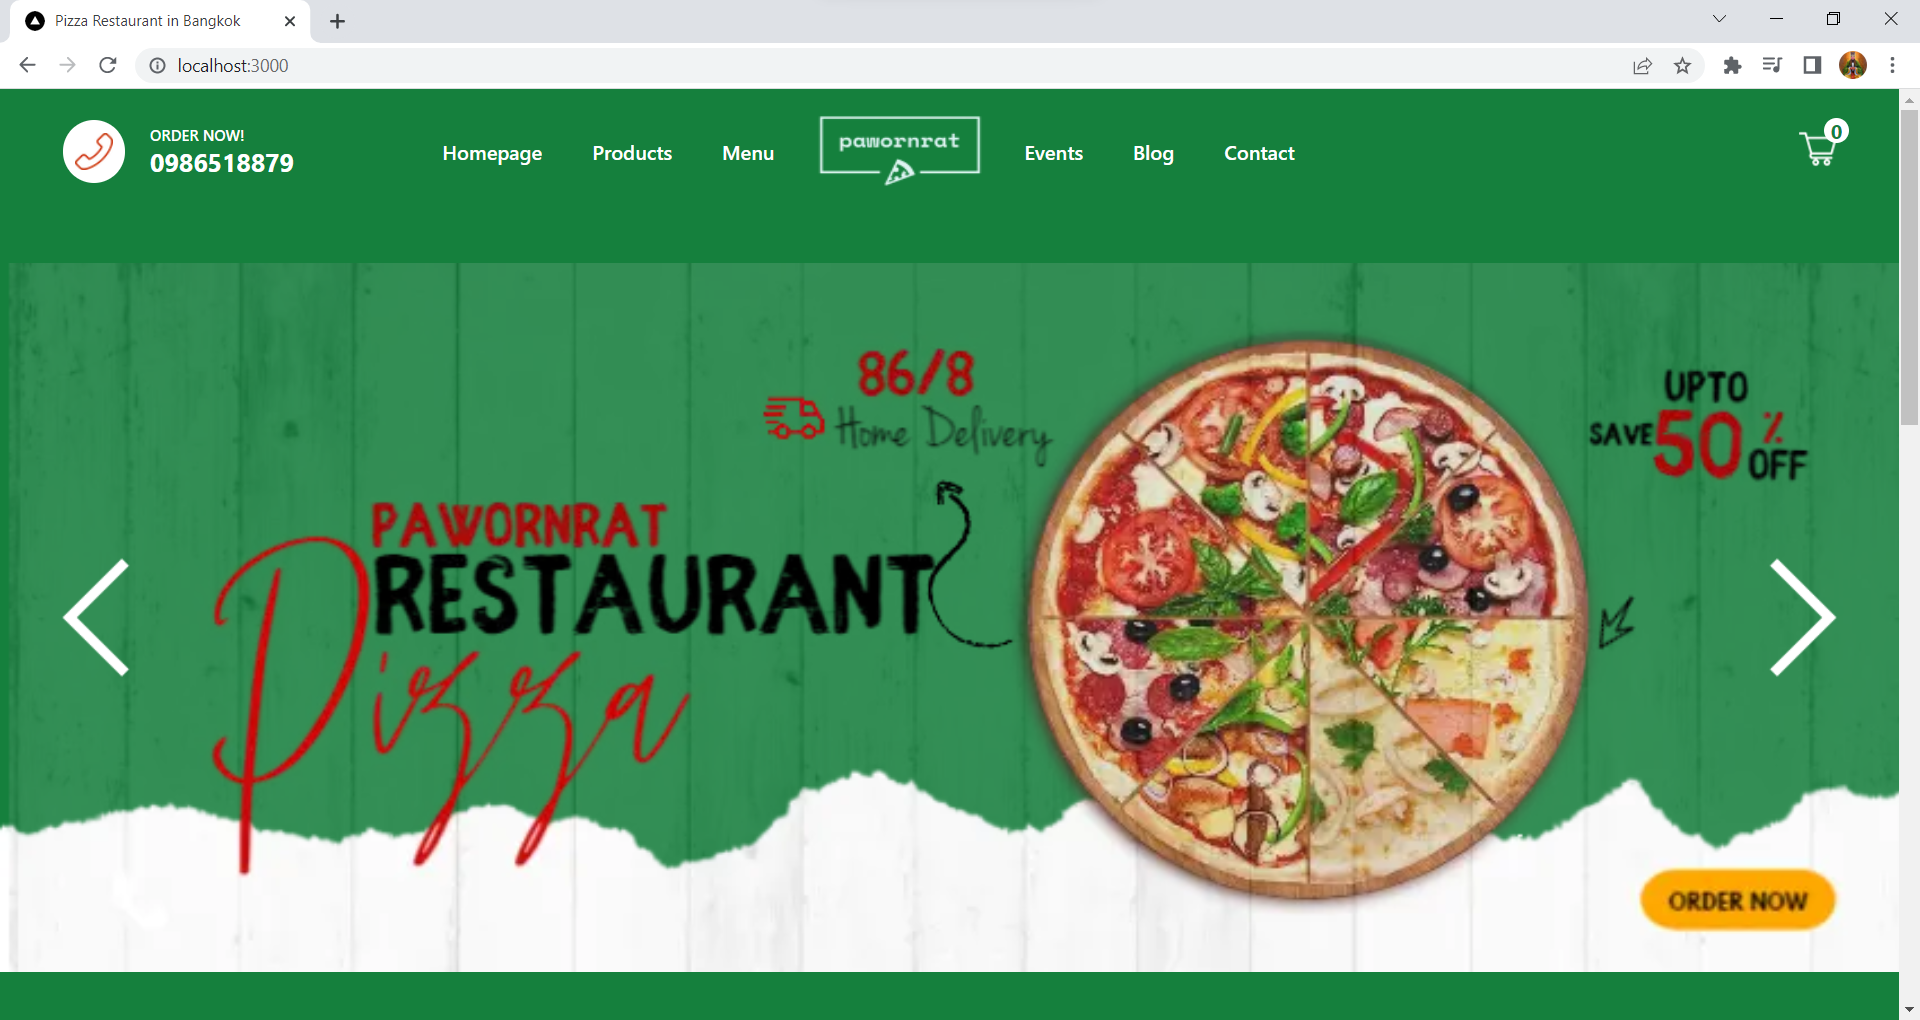 Pizza Restaurant in Bangkok
localhost:3000
ORDER NOW!
0986518879
Homepage
Products
Menu
pawornrat
Events
Blog
Contact
0
86/8
Home Delivery
UPTO
SAVE 50 % OFF
PAWORNRAT
RESTAURANT
Pizza
ORDER NOW